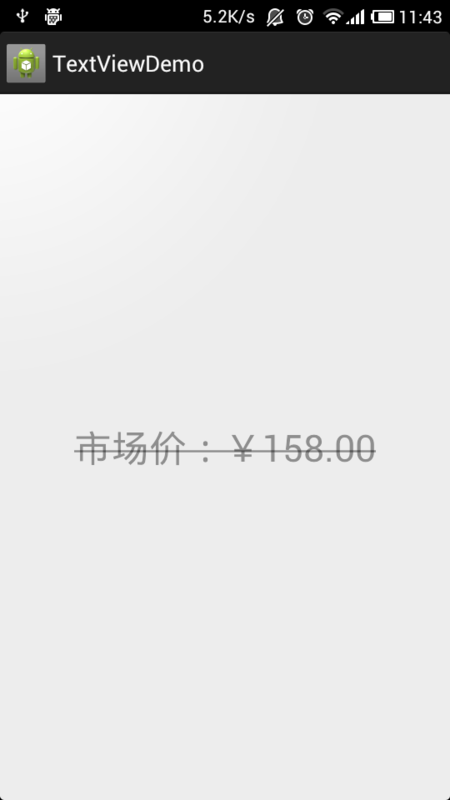 5.2K/s 11:43
TextViewDemo
市场价：￥158.00